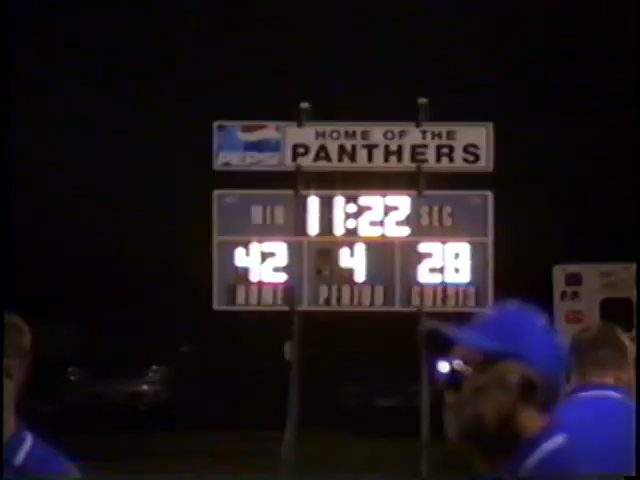 PEPSI
HOME OF THE
PANTHERS
MIN 11:22 SEC
42 4 28
HOME PERIOD GUESTS